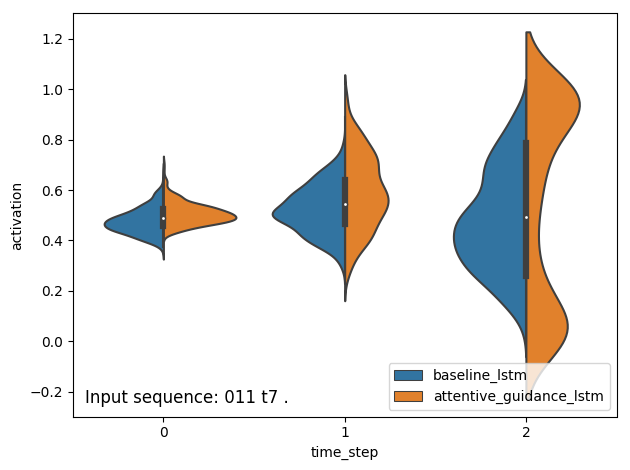 1.2
1.0
0.8
0.6
0.4
0.2
0.0
−0.2
activation
Input sequence: 011 t7 .
baseline_lstm
attentive_guidance_lstm
0
1
2
time_step